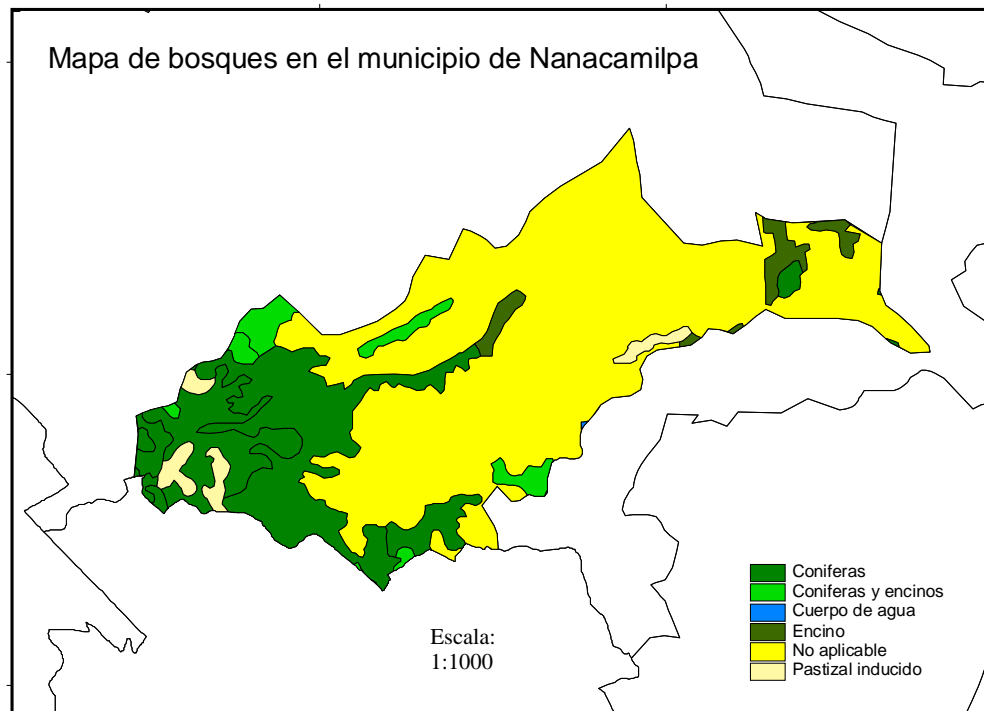 Mapa de bosques en el municipio de Nanacamilpa
Coniferas
Coniferas y encinos
Cuerpo de agua
Encino
No aplicable
Pastizal inducido
Escala:
1:1000